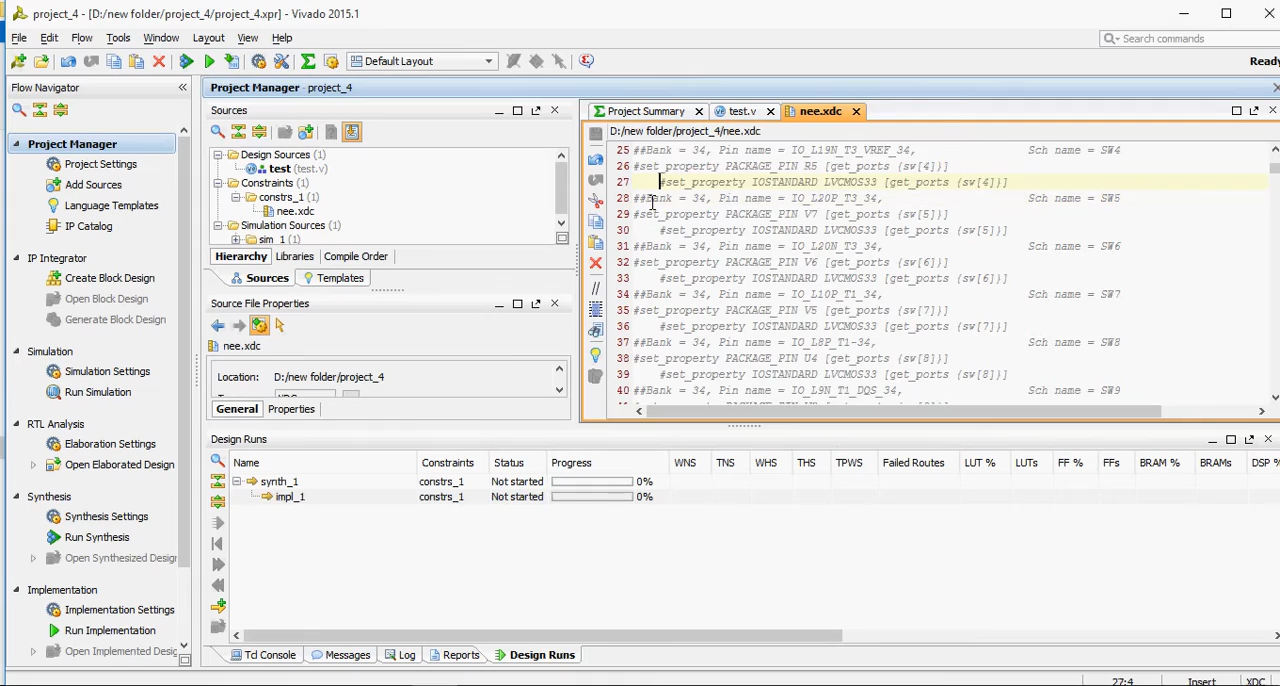 project_4 - [D:/new folder/project_4/project_4.xpr] - Vivado 2015.1
File Edit Flow Tools Window Layout View Help
Search commands
Default Layout
Ready
Flow Navigator
Project Manager
Project Settings
Add Sources
Language Templates
IP Catalog
IP Integrator
Create Block Design
Open Block Design
Generate Block Design
Simulation
Simulation Settings
Run Simulation
RTL Analysis
Elaboration Settings
Open Elaborated Design
Synthesis
Synthesis Settings
Run Synthesis
Open Synthesized Design
Implementation
Implementation Settings
Run Implementation
Open Implemented Desig
Project Manager - project_4
Sources
Design Sources (1)
test (test.v)
Constraints (1)
constrs_1 (1)
nee.xdc
Simulation Sources (1)
sim_1 (1)
Hierarchy Libraries Compile Order
Sources Templates
Source File Properties
nee.xdc
Location: D:/new folder/project_4
General Properties
Project Summary test.v nee.xdc
D:/new folder/project_4/nee.xdc
25 ##Bank = 34, Pin name = IO_L19N_T3_VREF_34, Sch name = SW4
26 #set_property PACKAGE_PIN R5 [get_ports {sw[4]}]
27 #set_property IOSTANDARD LVCMOS33 [get_ports {sw[4]}]
28 ##Bank = 34, Pin name = IO_L20P_T3_34, Sch name = SW5
29 #set_property PACKAGE_PIN V7 [get_ports {sw[5]}]
30 #set_property IOSTANDARD LVCMOS33 [get_ports {sw[5]}]
31 ##Bank = 34, Pin name = IO_L20N_T3_34, Sch name = SW6
32 #set_property PACKAGE_PIN V6 [get_ports {sw[6]}]
33 #set_property IOSTANDARD LVCMOS33 [get_ports {sw[6]}]
34 ##Bank = 34, Pin name = IO_L10P_T1_34, Sch name = SW7
35 #set_property PACKAGE_PIN V5 [get_ports {sw[7]}]
36 #set_property IOSTANDARD LVCMOS33 [get_ports {sw[7]}]
37 ##Bank = 34, Pin name = IO_L8P_T1-34, Sch name = SW8
38 #set_property PACKAGE_PIN U4 [get_ports {sw[8]}]
39 #set_property IOSTANDARD LVCMOS33 [get_ports {sw[8]}]
40 ##Bank = 34, Pin name = IO_L9N_T1_DQS_34, Sch name = SW9
Design Runs
Name Constraints Status Progress WNS TNS WHS THS TPWS Failed Routes LUT % LUTs FF % FFs BRAM % BRAMs DSP %
synth_1 constrs_1 Not started 0%
impl_1 constrs_1 Not started 0%
Tcl Console Messages Log Reports Design Runs
27:4 Insert XDC